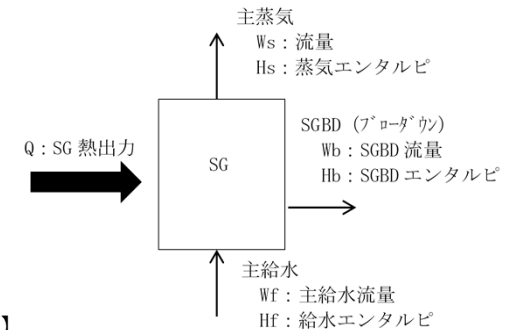 主蒸気
Ws：流量
Hs：蒸気エンタルピ
SGBD（ﾌﾞﾛｰﾀﾞｳﾝ）
Wb：SGBD 流量
Hb：SGBD エンタルピ
Q：SG 熱出力
SG
主給水
Wf：主給水流量
Hf：給水エンタルピ
】